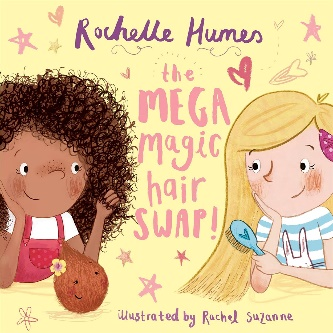 Rochelle Humes
the
MEGA
magic
hair
SWAP!
illustrated by Rachel Suzanne